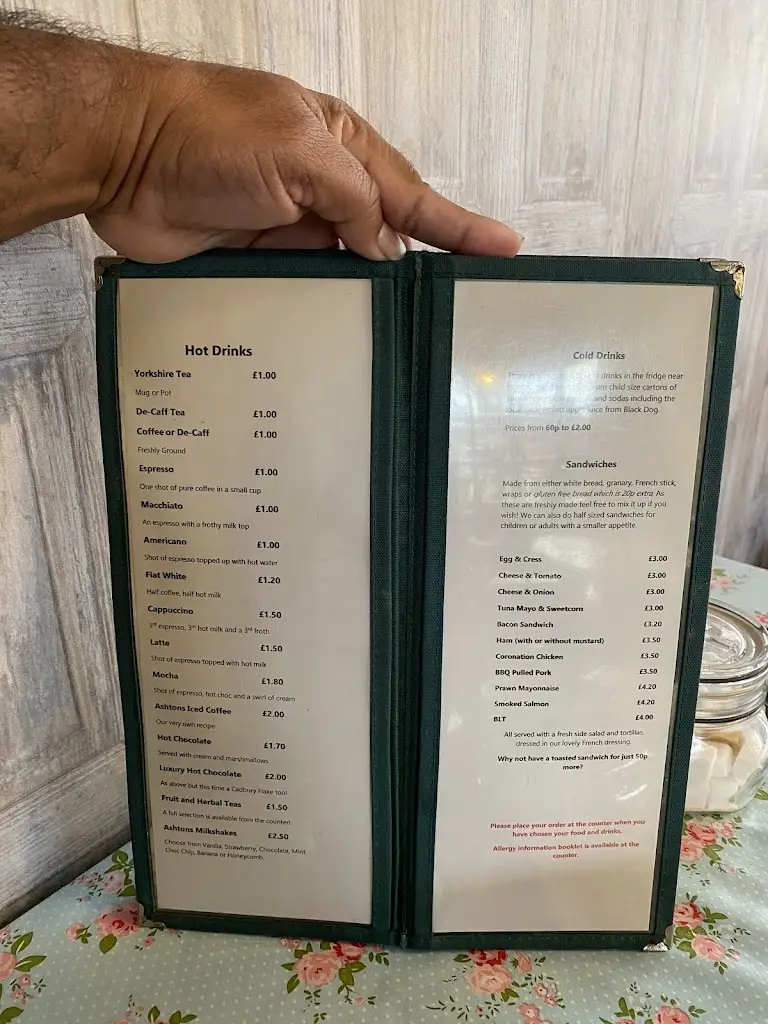 Hot Drinks
Yorkshire Tea £1.00
Mug or Pot
De-Caff Tea £1.00
Coffee or De-Caff £1.00
Freshly Ground
Espresso £1.00
One shot of pure coffee in a small cup
Macchiato £1.00
An espresso with a frothy milk top
Americano £1.00
Shot of espresso topped up with hot water
Flat White £1.20
Half coffee, half hot milk
Cappuccino £1.50
3rd espresso, 3rd hot milk and a 3rd froth
Latte £1.50
Shot of espresso topped with hot milk
Mocha £1.80
Shot of espresso, hot choc and a swirl of cream
Ashtons Iced Coffee £2.00
Our very own recipe
Hot Chocolate £1.70
Served with cream and marshmallows
Luxury Hot Chocolate £2.00
As above but this time a Cadbury Flake too!
Fruit and Herbal Teas £1.50
A full selection is available from the counter!
Ashtons Milkshakes £2.50
Choose from Vanilla, Strawberry, Chocolate, Mint
Choc Chip, Banana or Honeycomb.
Cold Drinks
drinks in the fridge near
child size cartons of
and sodas including the
juice from Black Dog.
Prices from 60p to £2.00
Sandwiches
Made from either white bread, granary, French stick,
wraps or gluten free bread which is 20p extra. As
these are freshly made feel free to mix it up if you
wish! We can also do half sized sandwiches for
children or adults with a smaller appetite.
Egg & Cress £3.00
Cheese & Tomato £3.00
Cheese & Onion £3.00
Tuna Mayo & Sweetcorn £3.00
Bacon Sandwich £3.20
Ham (with or without mustard) £3.50
Coronation Chicken £3.50
BBQ Pulled Pork £3.50
Prawn Mayonnaise £4.20
Smoked Salmon £4.20
BLT £4.00
All served with a fresh side salad and tortillas,
dressed in our lovely French dressing.
Why not have a toasted sandwich for just 50p
more?
Please place your order at the counter when you
have chosen your food and drinks.
Allergy information booklet is available at the
counter.